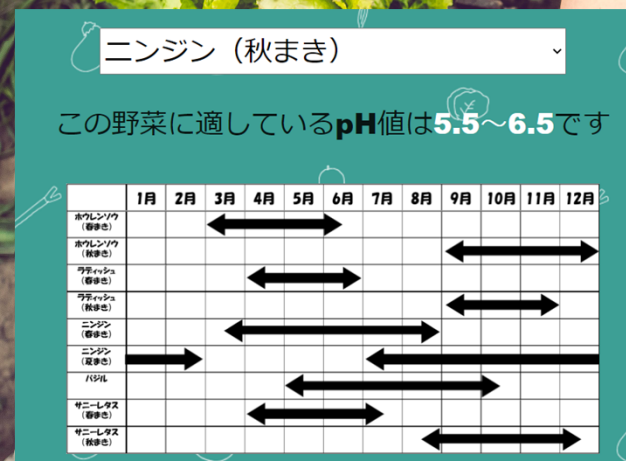 ニンジン（秋まき）
この野菜に適しているpH値は5.5～6.5です
1月 2月 3月 4月 5月 6月 7月 8月 9月 10月 11月 12月
ホウレンソウ
（春まき）
ホウレンソウ
（秋まき）
ラディッシュ
（春まき）
ラディッシュ
（秋まき）
ニンジン
（春まき）
ニンジン
（夏まき）
バジル
サニーレタス
（春まき）
サニーレタス
（秋まき）